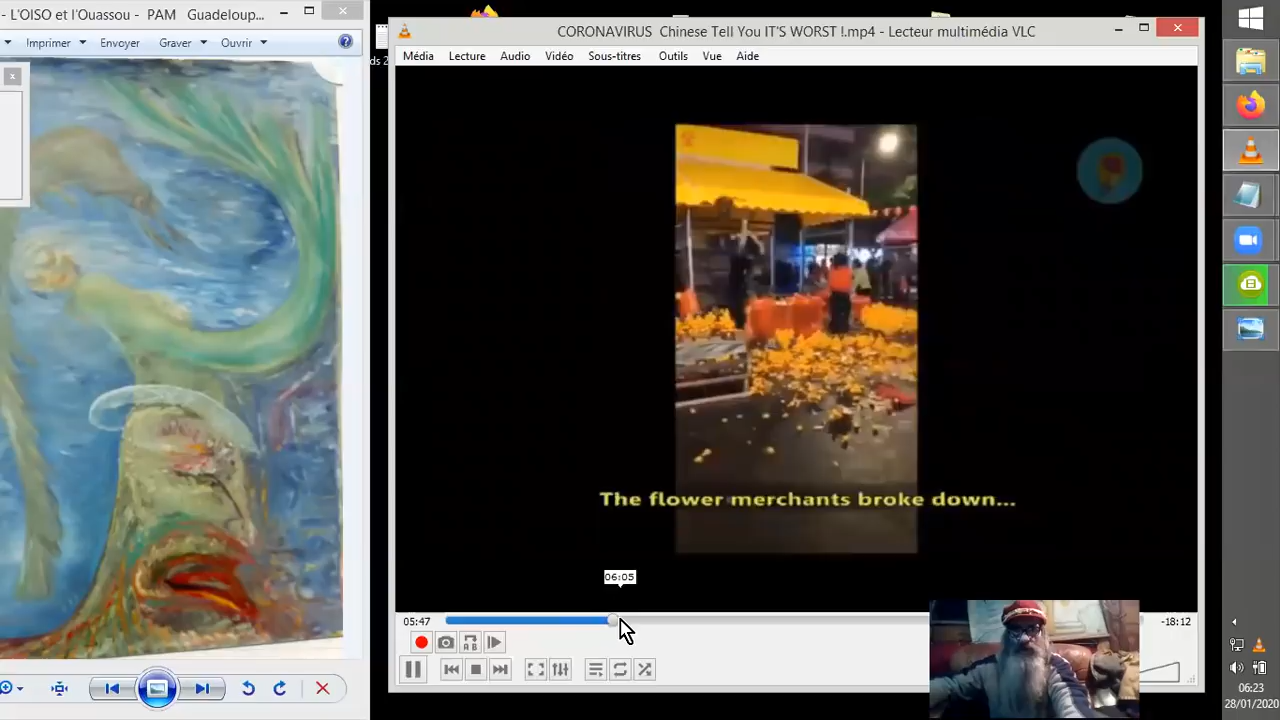 - L'OISO et l'Ouassou - PAM Guadeloup...
Imprimer Envoyer Graver Ouvrir
CORONAVIRUS Chinese Tell You IT'S WORST !.mp4 - Lecteur multimédia VLC
Média Lecture Audio Vidéo Sous-titres Outils Vue Aide
ds 2
The flower merchants broke down...
06:05
05:47
-18:12
A B
06:23
28/01/2020